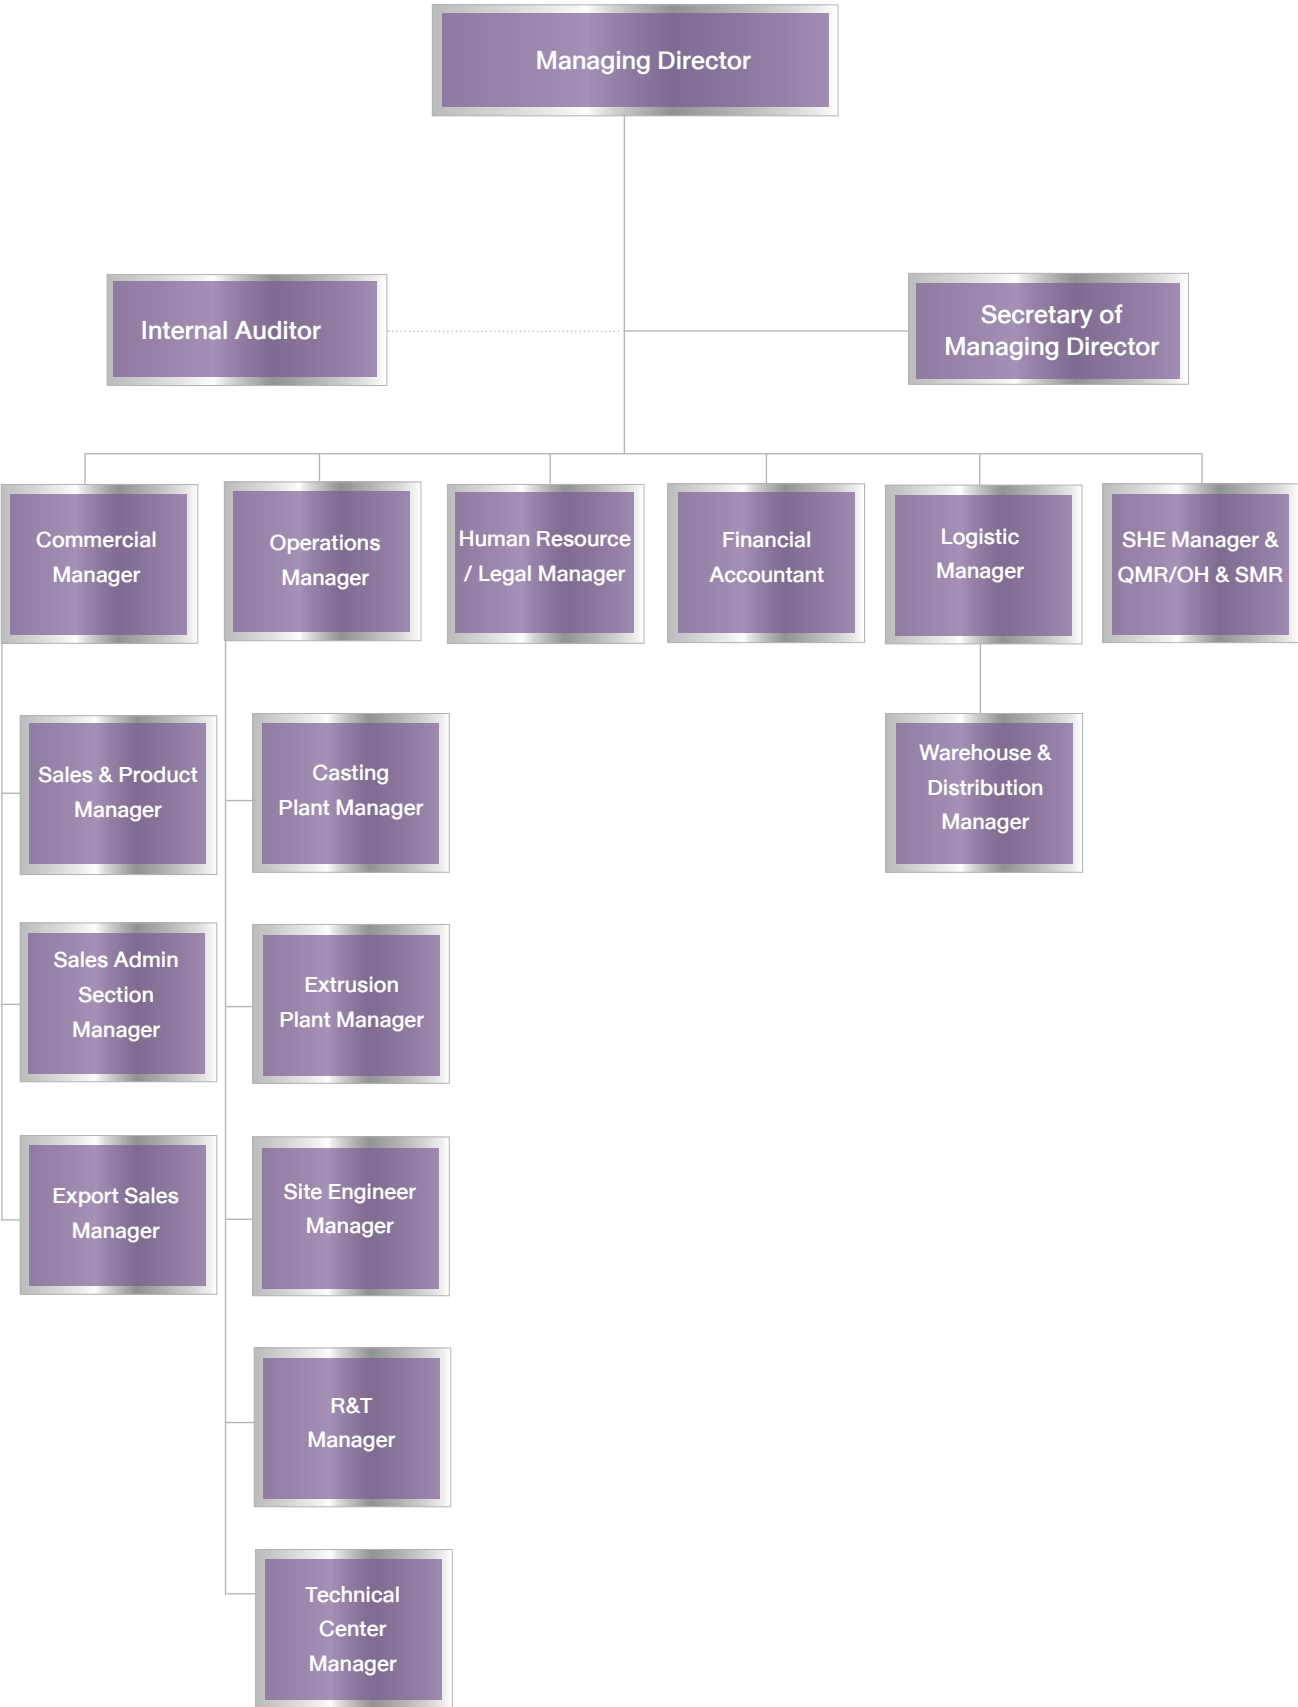 Managing Director
Internal Auditor
Secretary of
Managing Director
Commercial
Manager
Operations
Manager
Human Resource
/ Legal Manager
Financial
Accountant
Logistic
Manager
SHE Manager &
QMR/OH & SMR
Sales & Product
Manager
Casting
Plant Manager
Warehouse &
Distribution
Manager
Sales Admin
Section
Manager
Extrusion
Plant Manager
Export Sales
Manager
Site Engineer
Manager
R&T
Manager
Technical
Center
Manager